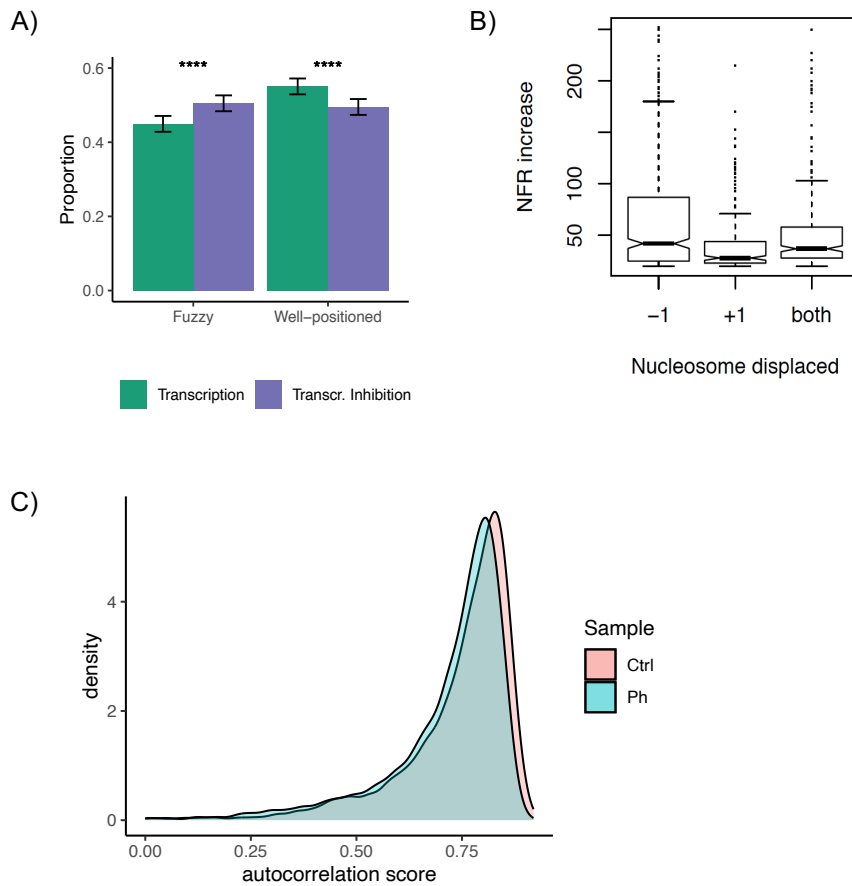 A)
Proportion
0.6
0.4
0.2
0.0
****
****
Fuzzy
Well−positioned
Transcription
Transcr. Inhibition
B)
NFR increase
200
100
50
−1
+1
both
Nucleosome displaced
C)
density
4
2
0
0.00
0.25
0.50
0.75
autocorrelation score
Sample
Ctrl
Ph